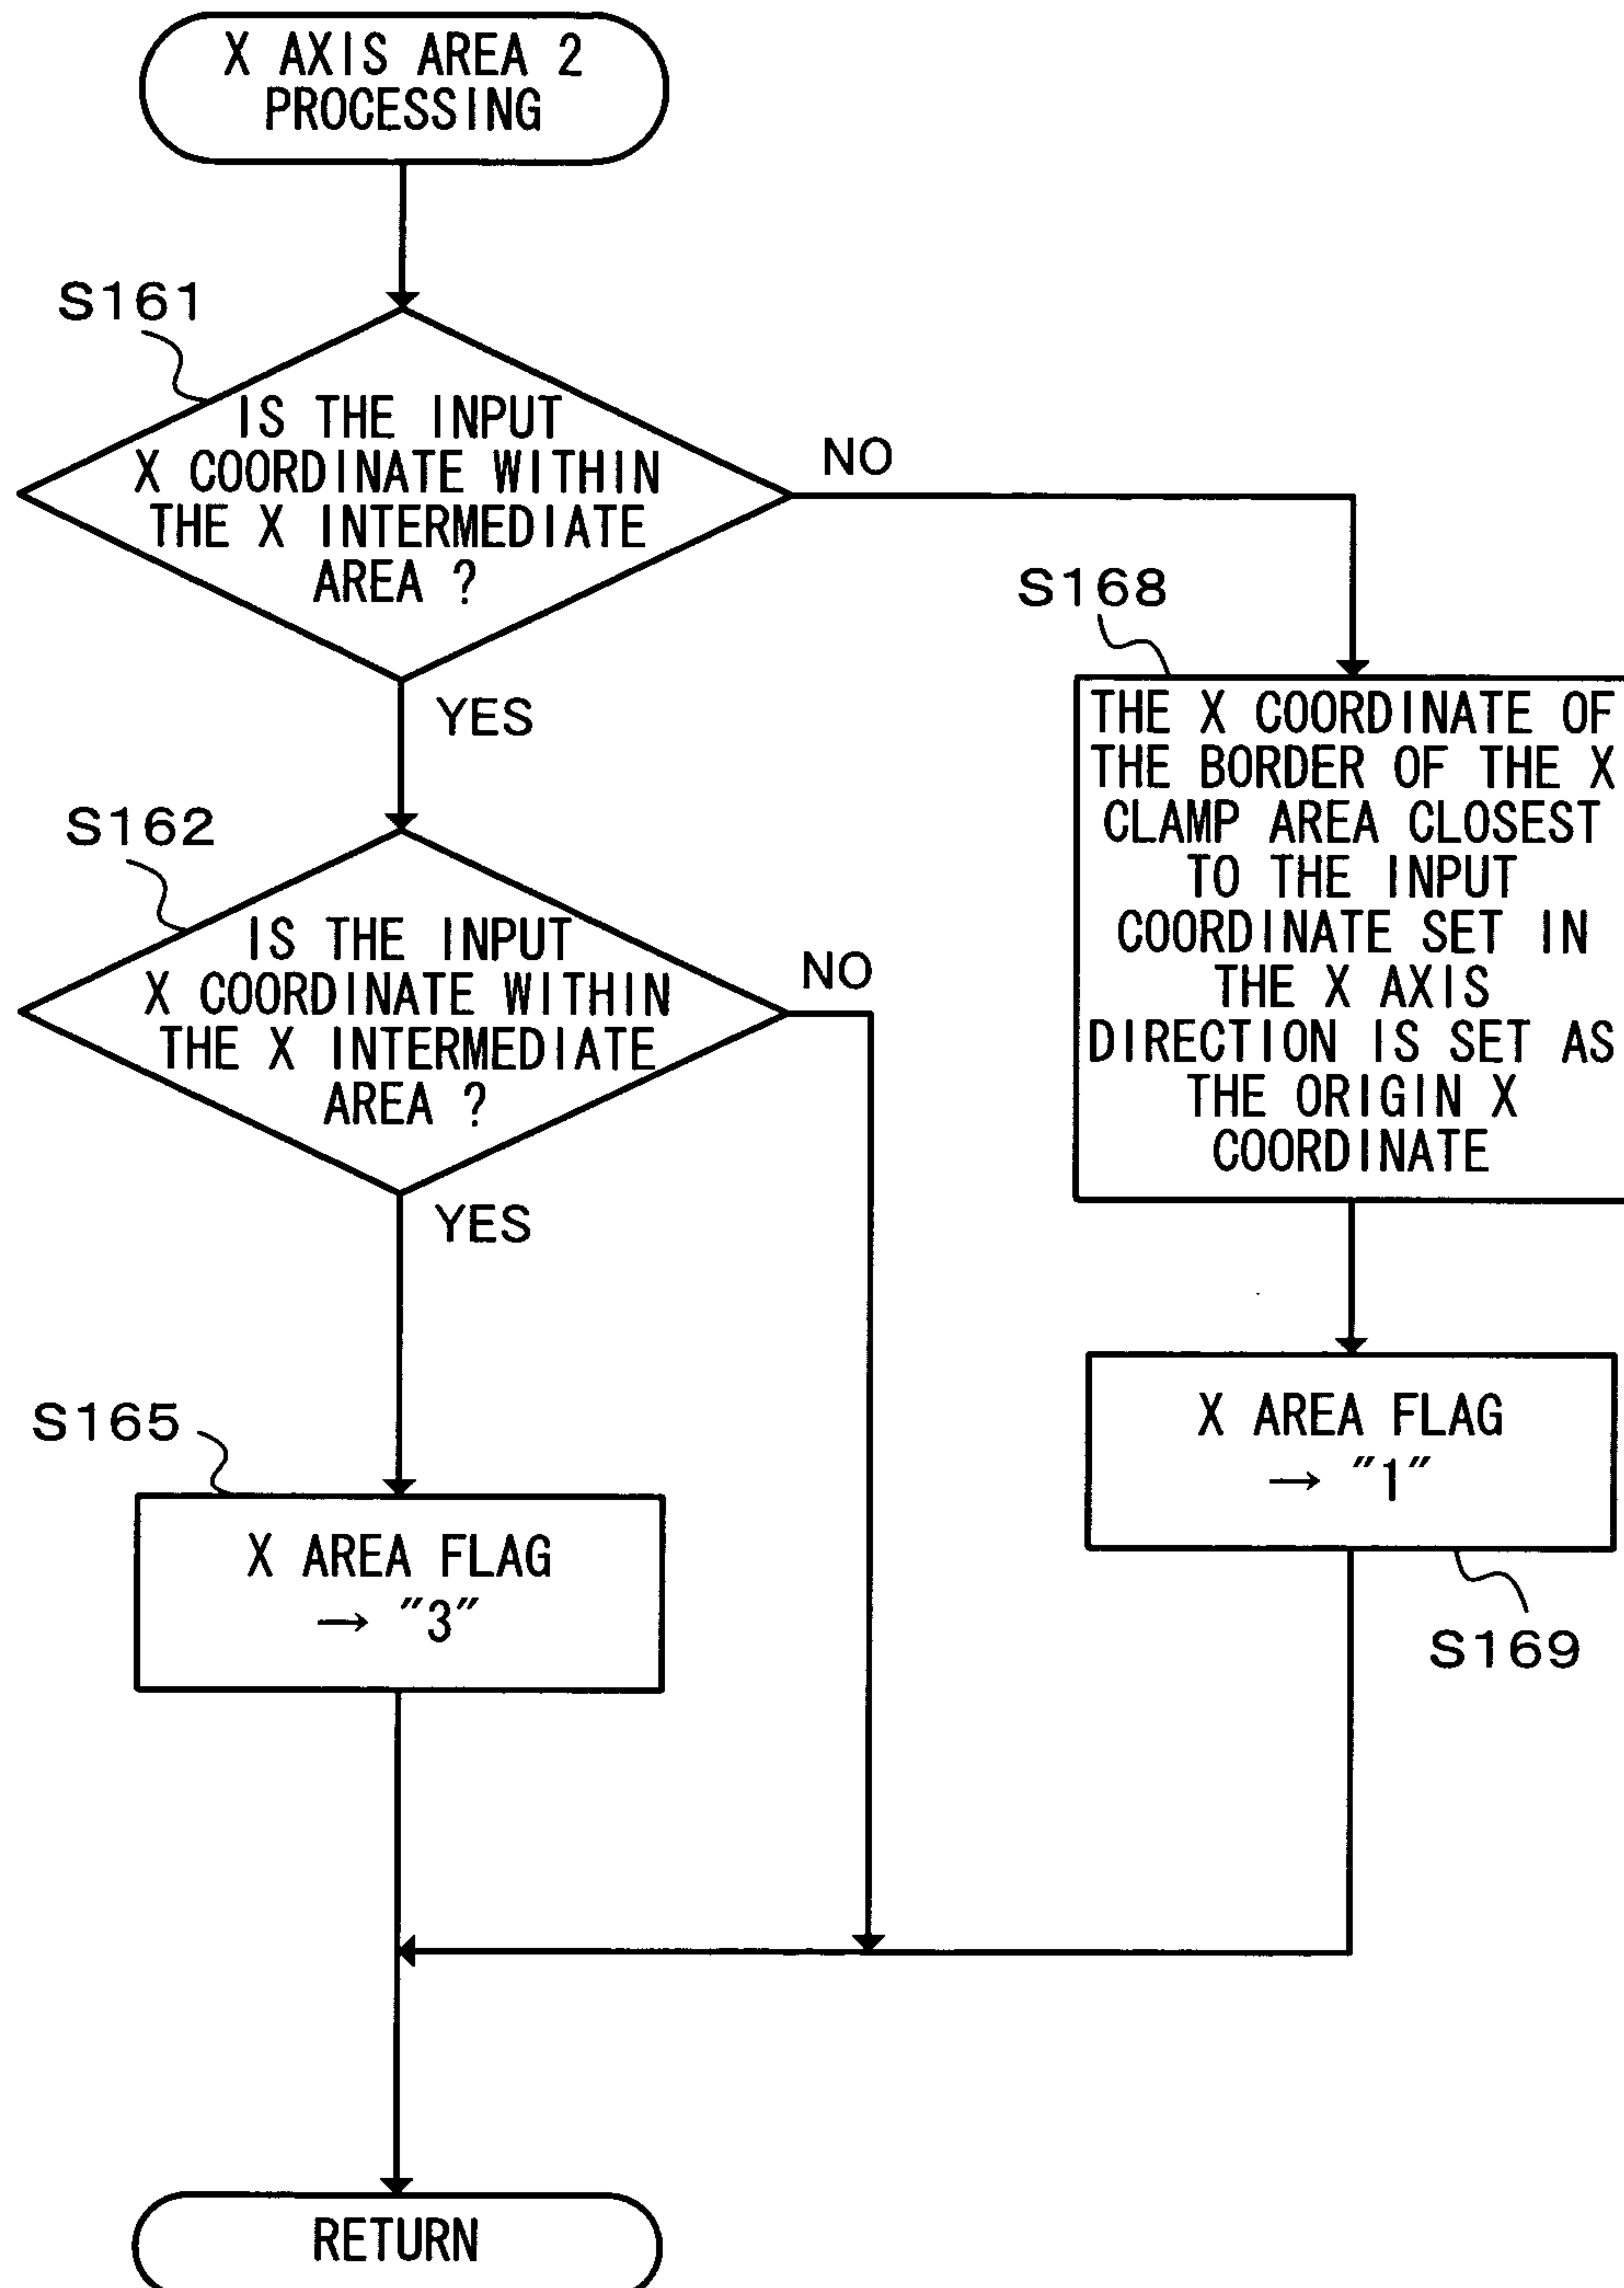 X AXIS AREA 2
PROCESSING
S161
IS THE INPUT
X COORDINATE WITHIN
THE X INTERMEDIATE
AREA ?
NO
YES
S168
THE X COORDINATE OF
THE BORDER OF THE X
CLAMP AREA CLOSEST
TO THE INPUT
COORDINATE SET IN
THE X AXIS
DIRECTION IS SET AS
THE ORIGIN X
COORDINATE
S162
IS THE INPUT
X COORDINATE WITHIN
THE X INTERMEDIATE
AREA ?
NO
YES
S165
X AREA FLAG
→ "3"
X AREA FLAG
→ "1"
S169
RETURN